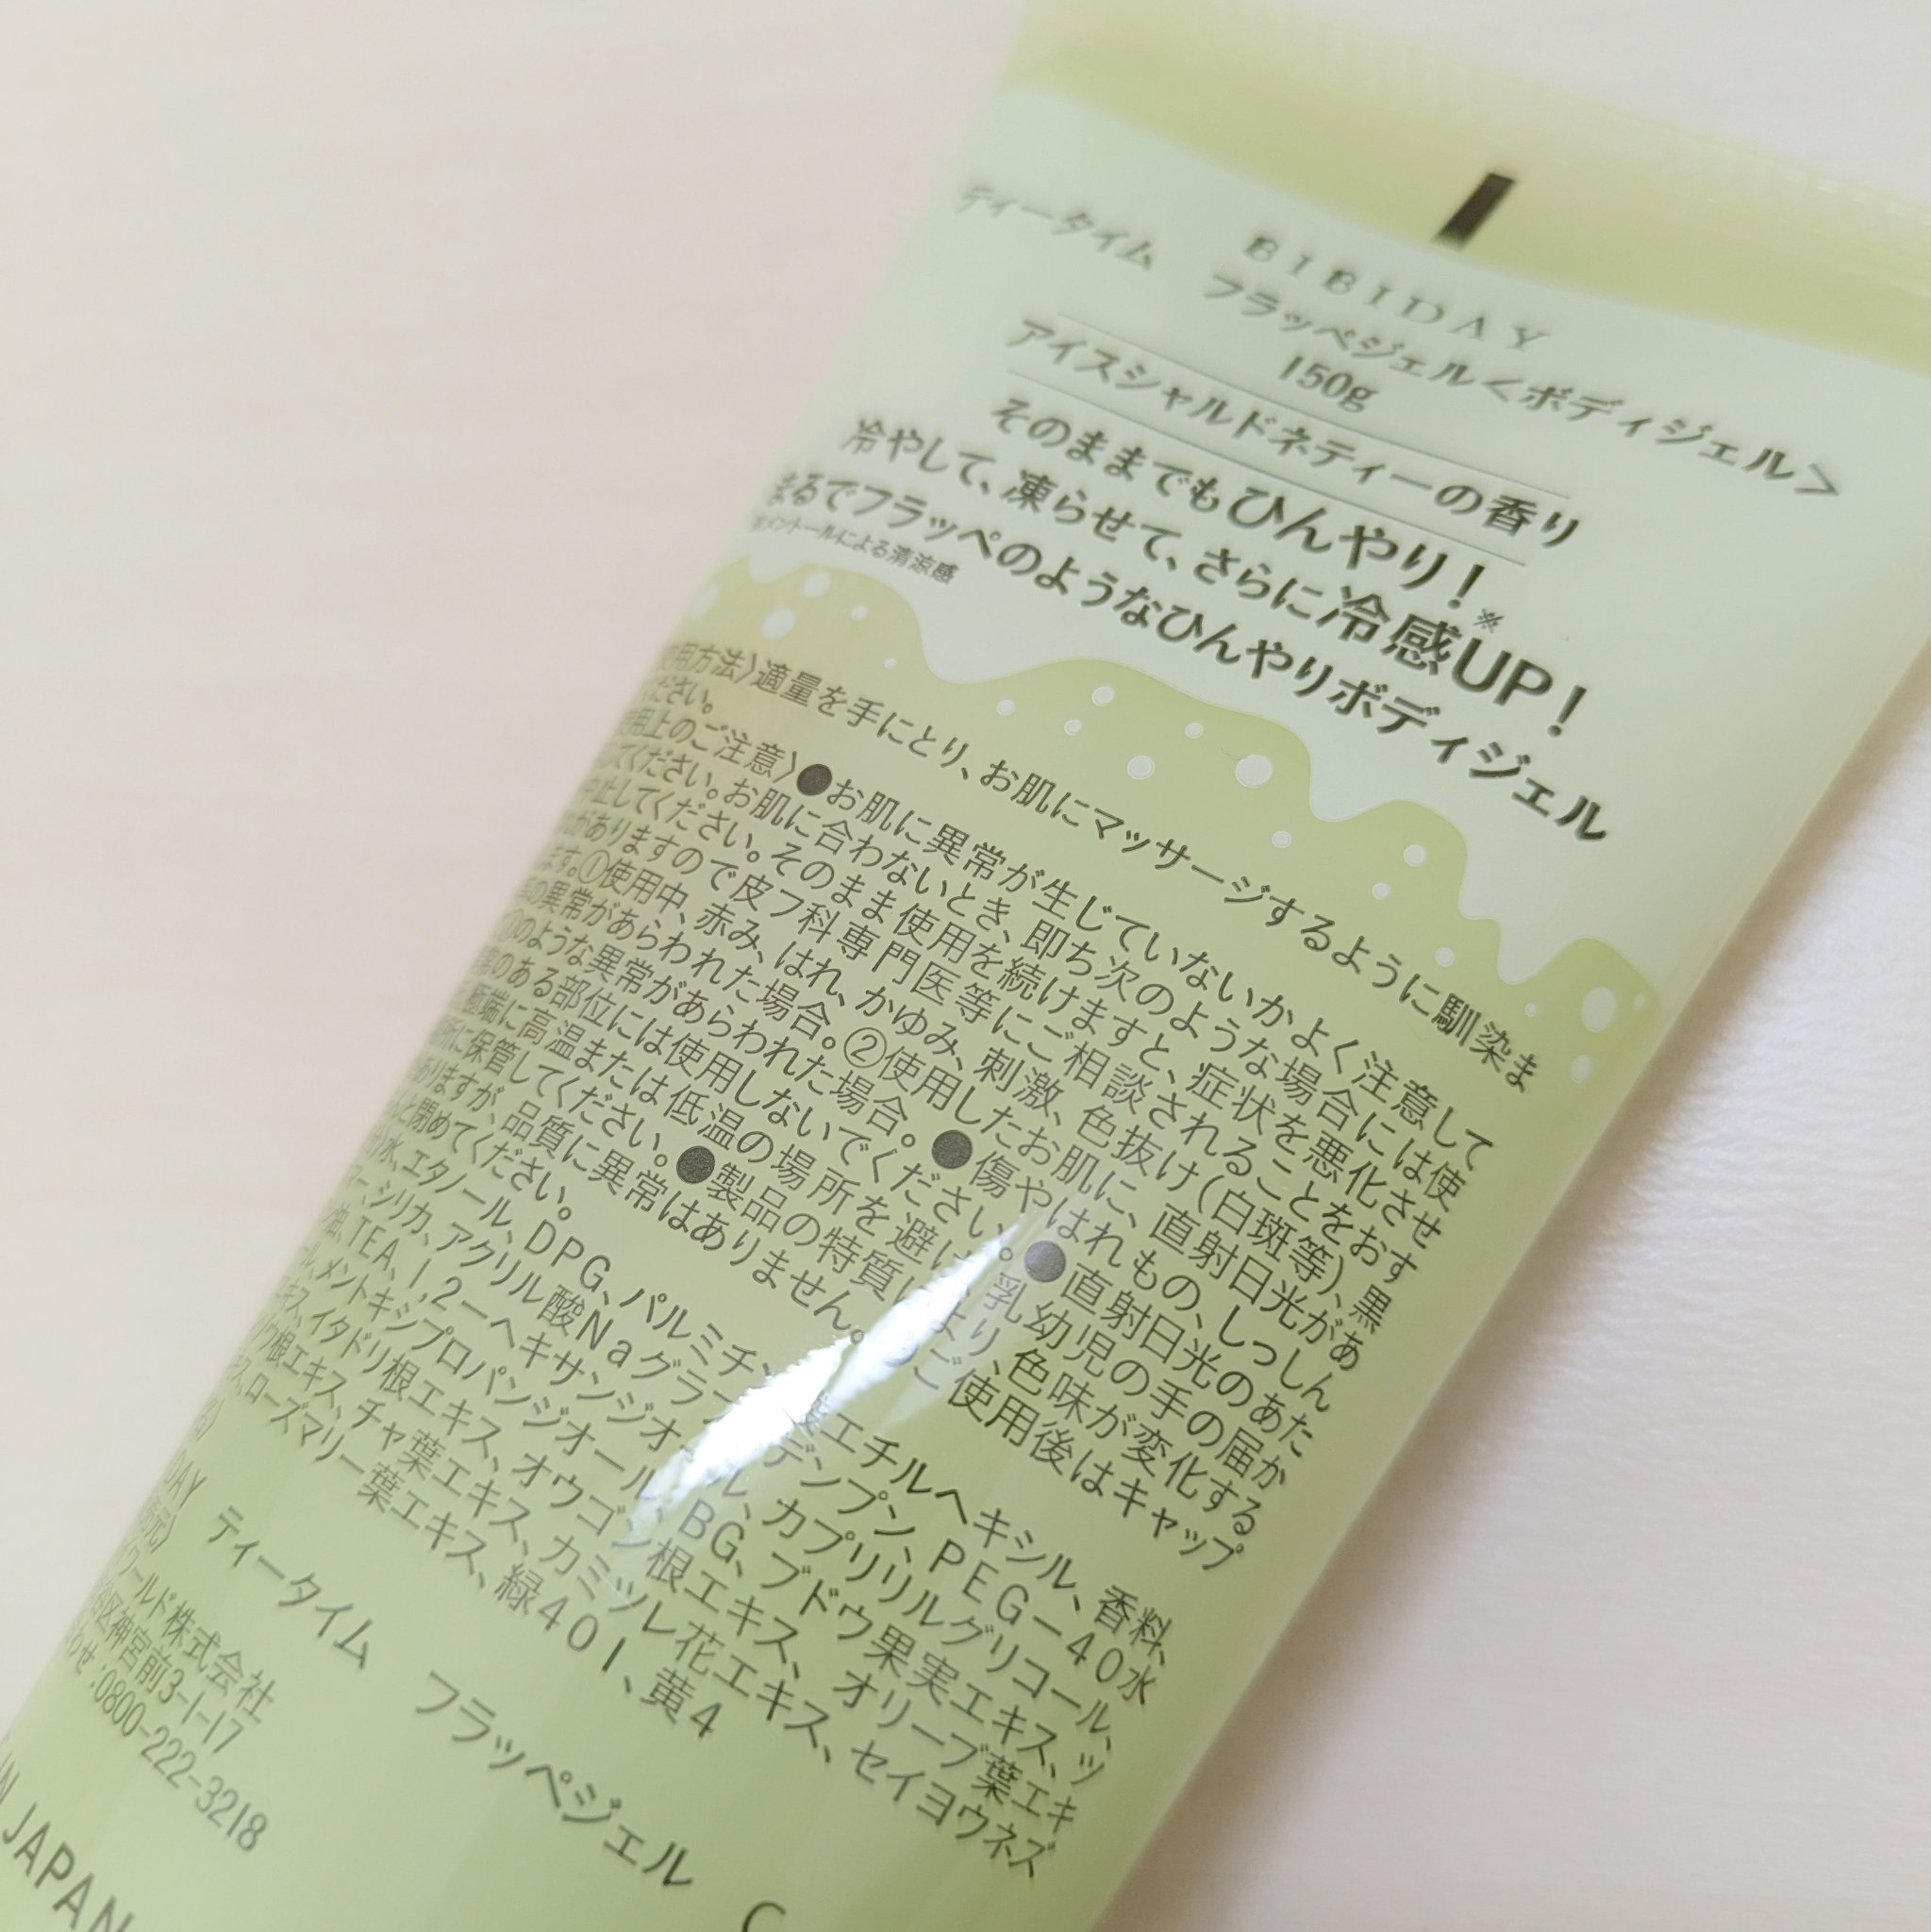 BIBIDAY
ティータイム フラッペジェル<ボディジェル>
150g
アイスシャルドネティーの香り
そのままでもひんやり!
冷やして、凍らせて、さらに冷感UP!※
まるでフラッペのようなひんやりボディジェル
メントールによる清涼感
用方法〉適量を手にとり、お肌にマッサージするように馴染ま
ださい。
用上のご注意〉●お肌に異常が生じていないかよく注意して
してください。お肌に合わないとき、即ち次のような場合には使
中止してください。そのまま使用を続けますと、症状を悪化させ
がありますので皮フ科専門医等にご相談されることをおす
ます。①使用中、赤み、はれ、かゆみ、刺激、色抜け(白斑等)、黒
の異常があらわれた場合。②使用したお肌に、直射日光があ
のような異常があらわれた場合。●傷やはれもの、しっしん
のある部位には使用しないでください。●直射日光のあた
極端に高温または低温の場所を避け、乳幼児の手の届か
所に保管してください。●製品の特質により、色味が変化する
ありますが、品質に異常はありません。●ご使用後はキャップ
と閉めてください。
水、エタノール、DPG、パルミチン酸エチルヘキシル、香料、
シリカ、アクリル酸Naグラフトデンプン、PEG-40水
油、TEA、1,2-ヘキサンジオール、カプリリルグリコール、
ル、メントキシプロパンジオール、BG、ブドウ果実エキス、ツ
キス、イタドリ根エキス、オウゴン根エキス、オリーブ葉エキ
ウ根エキス、チャ葉エキス、カミツレ花エキス、セイヨウネズ
ス、ローズマリー葉エキス、緑401、黄4
DAY ティータイム フラッペジェル C
元〉
ワールド株式会社
区神宮前3-1-17
わせ:0800-222-3218
IN JAPAN